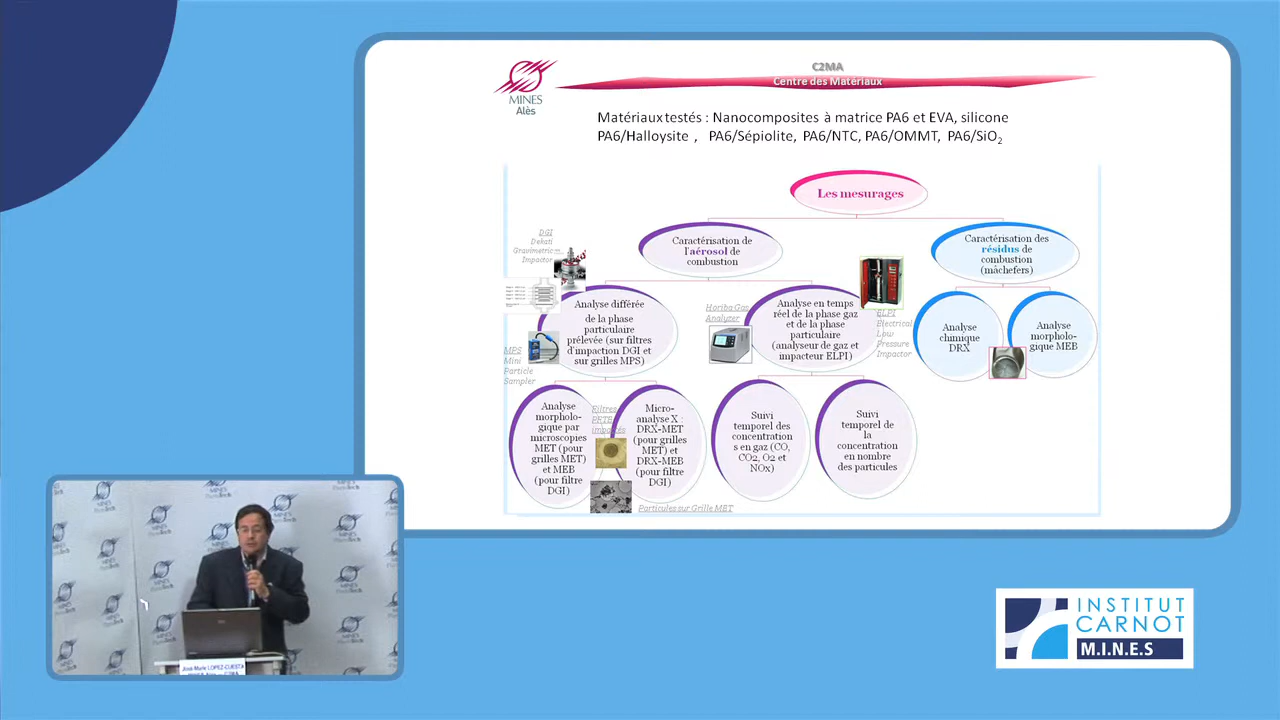 MINES
Alès
C2MA
Centre des Matériaux
Matériaux testés : Nanocomposites à matrice PA6 et EVA, silicone
PA6/Halloysite , PA6/Sépiolite, PA6/NTC, PA6/OMMT, PA6/SiO2
Les mesurages
Caractérisation de
l'aérosol de
combustion
Caractérisation des
résidus de
combustion
(mâchefers)
DGI
Dekati
Gravimetric
Impactor
Analyse différée
de la phase
particulaire
prélevée (sur filtres
d'impaction DGI et
sur grilles MPS)
MPS
Mini
Particle
Sampler
Horiba Gas
Analyzer
Analyse en temps
réel de la phase gaz
et de la phase
particulaire
(analyseur de gaz et
impacteur ELPI)
ELPI
Electrical
Low
Pressure
Impactor
Analyse
chimique
DRX
Analyse
morpholo-
gique MEB
Analyse
morpholo-
gique par
microscopes
MET (pour
grilles MET)
et MEB
(pour filtre
DGI)
Micro-
analyse X :
DRX-MET
(pour grilles
MET) et
DRX-MEB
(pour filtre
DGI)
Suivi
temporel des
concentration
s en gaz (CO,
CO2, O2 et
NOx)
Suivi
temporel de
la
concentration
en nombre
des particules
Particules sur Grille MET
José-Marie LOPEZ-CUESTA
INSTITUT
CARNOT
M.I.N.E.S